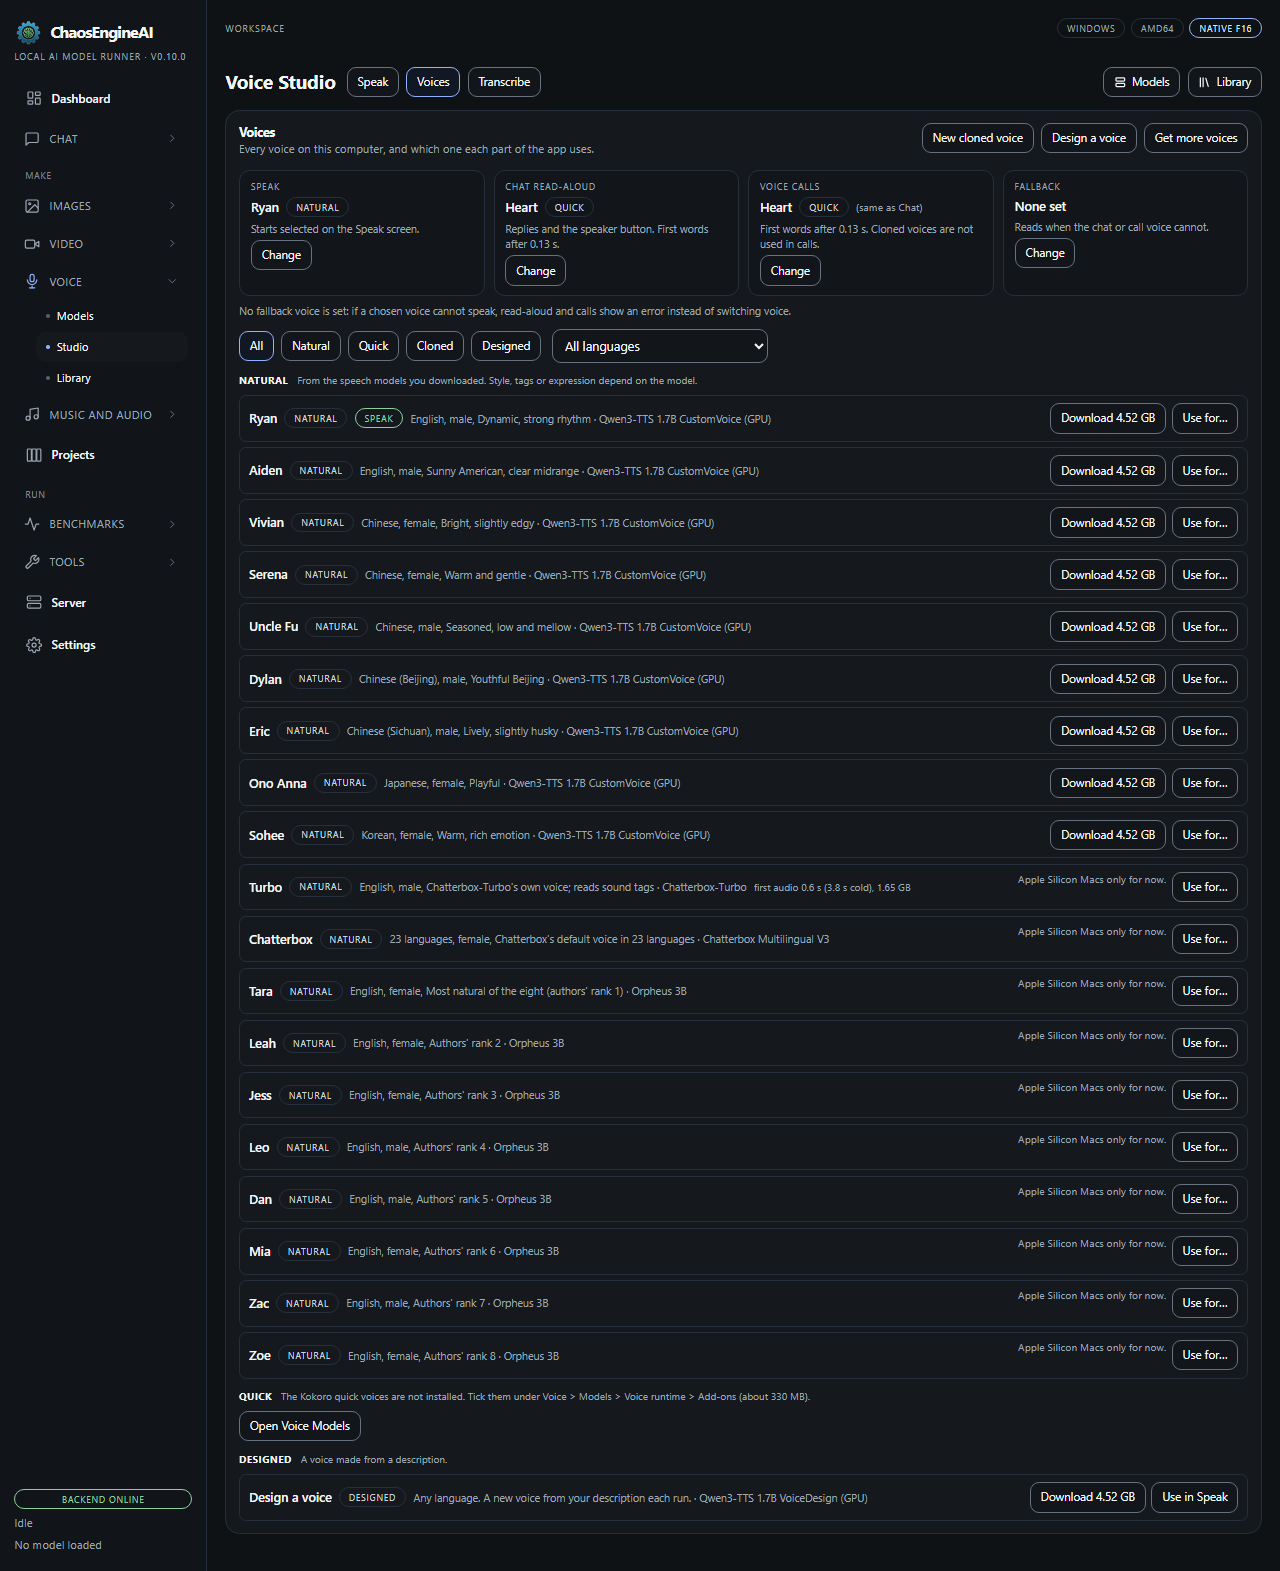 ChaosEngineAI
LOCAL AI MODEL RUNNER · V0.10.0
Dashboard
CHAT
MAKE
IMAGES
VIDEO
VOICE
Models
Studio
Library
MUSIC AND AUDIO
Projects
RUN
BENCHMARKS
TOOLS
Server
Settings
BACKEND ONLINE
Idle
No model loaded
WORKSPACE
WINDOWS AMD64 NATIVE F16
Voice Studio Speak Voices Transcribe Models Library
Voices
Every voice on this computer, and which one each part of the app uses.
New cloned voice Design a voice Get more voices
SPEAK
Ryan NATURAL
Starts selected on the Speak screen.
Change
CHAT READ-ALOUD
Heart QUICK
Replies and the speaker button. First words
after 0.13 s.
Change
VOICE CALLS
Heart QUICK (same as Chat)
First words after 0.13 s. Cloned voices are not
used in calls.
Change
FALLBACK
None set
Reads when the chat or call voice cannot.
Change
No fallback voice is set: if a chosen voice cannot speak, read-aloud and calls show an error instead of switching voice.
All Natural Quick Cloned Designed All languages
NATURAL From the speech models you downloaded. Style, tags or expression depend on the model.
Ryan NATURAL SPEAK English, male, Dynamic, strong rhythm · Qwen3-TTS 1.7B CustomVoice (GPU) Download 4.52 GB Use for...
Aiden NATURAL English, male, Sunny American, clear midrange · Qwen3-TTS 1.7B CustomVoice (GPU) Download 4.52 GB Use for...
Vivian NATURAL Chinese, female, Bright, slightly edgy · Qwen3-TTS 1.7B CustomVoice (GPU) Download 4.52 GB Use for...
Serena NATURAL Chinese, female, Warm and gentle · Qwen3-TTS 1.7B CustomVoice (GPU) Download 4.52 GB Use for...
Uncle Fu NATURAL Chinese, male, Seasoned, low and mellow · Qwen3-TTS 1.7B CustomVoice (GPU) Download 4.52 GB Use for...
Dylan NATURAL Chinese (Beijing), male, Youthful Beijing · Qwen3-TTS 1.7B CustomVoice (GPU) Download 4.52 GB Use for...
Eric NATURAL Chinese (Sichuan), male, Lively, slightly husky · Qwen3-TTS 1.7B CustomVoice (GPU) Download 4.52 GB Use for...
Ono Anna NATURAL Japanese, female, Playful · Qwen3-TTS 1.7B CustomVoice (GPU) Download 4.52 GB Use for...
Sohee NATURAL Korean, female, Warm, rich emotion · Qwen3-TTS 1.7B CustomVoice (GPU) Download 4.52 GB Use for...
Turbo NATURAL English, male, Chatterbox-Turbo's own voice; reads sound tags · Chatterbox-Turbo first audio 0.6 s (3.8 s cold), 1.65 GB Apple Silicon Macs only for now. Use for...
Chatterbox NATURAL 23 languages, female, Chatterbox's default voice in 23 languages · Chatterbox Multilingual V3 Apple Silicon Macs only for now. Use for...
Tara NATURAL English, female, Most natural of the eight (authors' rank 1) · Orpheus 3B Apple Silicon Macs only for now. Use for...
Leah NATURAL English, female, Authors' rank 2 · Orpheus 3B Apple Silicon Macs only for now. Use for...
Jess NATURAL English, female, Authors' rank 3 · Orpheus 3B Apple Silicon Macs only for now. Use for...
Leo NATURAL English, male, Authors' rank 4 · Orpheus 3B Apple Silicon Macs only for now. Use for...
Dan NATURAL English, male, Authors' rank 5 · Orpheus 3B Apple Silicon Macs only for now. Use for...
Mia NATURAL English, female, Authors' rank 6 · Orpheus 3B Apple Silicon Macs only for now. Use for...
Zac NATURAL English, male, Authors' rank 7 · Orpheus 3B Apple Silicon Macs only for now. Use for...
Zoe NATURAL English, female, Authors' rank 8 · Orpheus 3B Apple Silicon Macs only for now. Use for...
QUICK The Kokoro quick voices are not installed. Tick them under Voice > Models > Voice runtime > Add-ons (about 330 MB).
Open Voice Models
DESIGNED A voice made from a description.
Design a voice DESIGNED Any language. A new voice from your description each run. · Qwen3-TTS 1.7B VoiceDesign (GPU) Download 4.52 GB Use in Speak